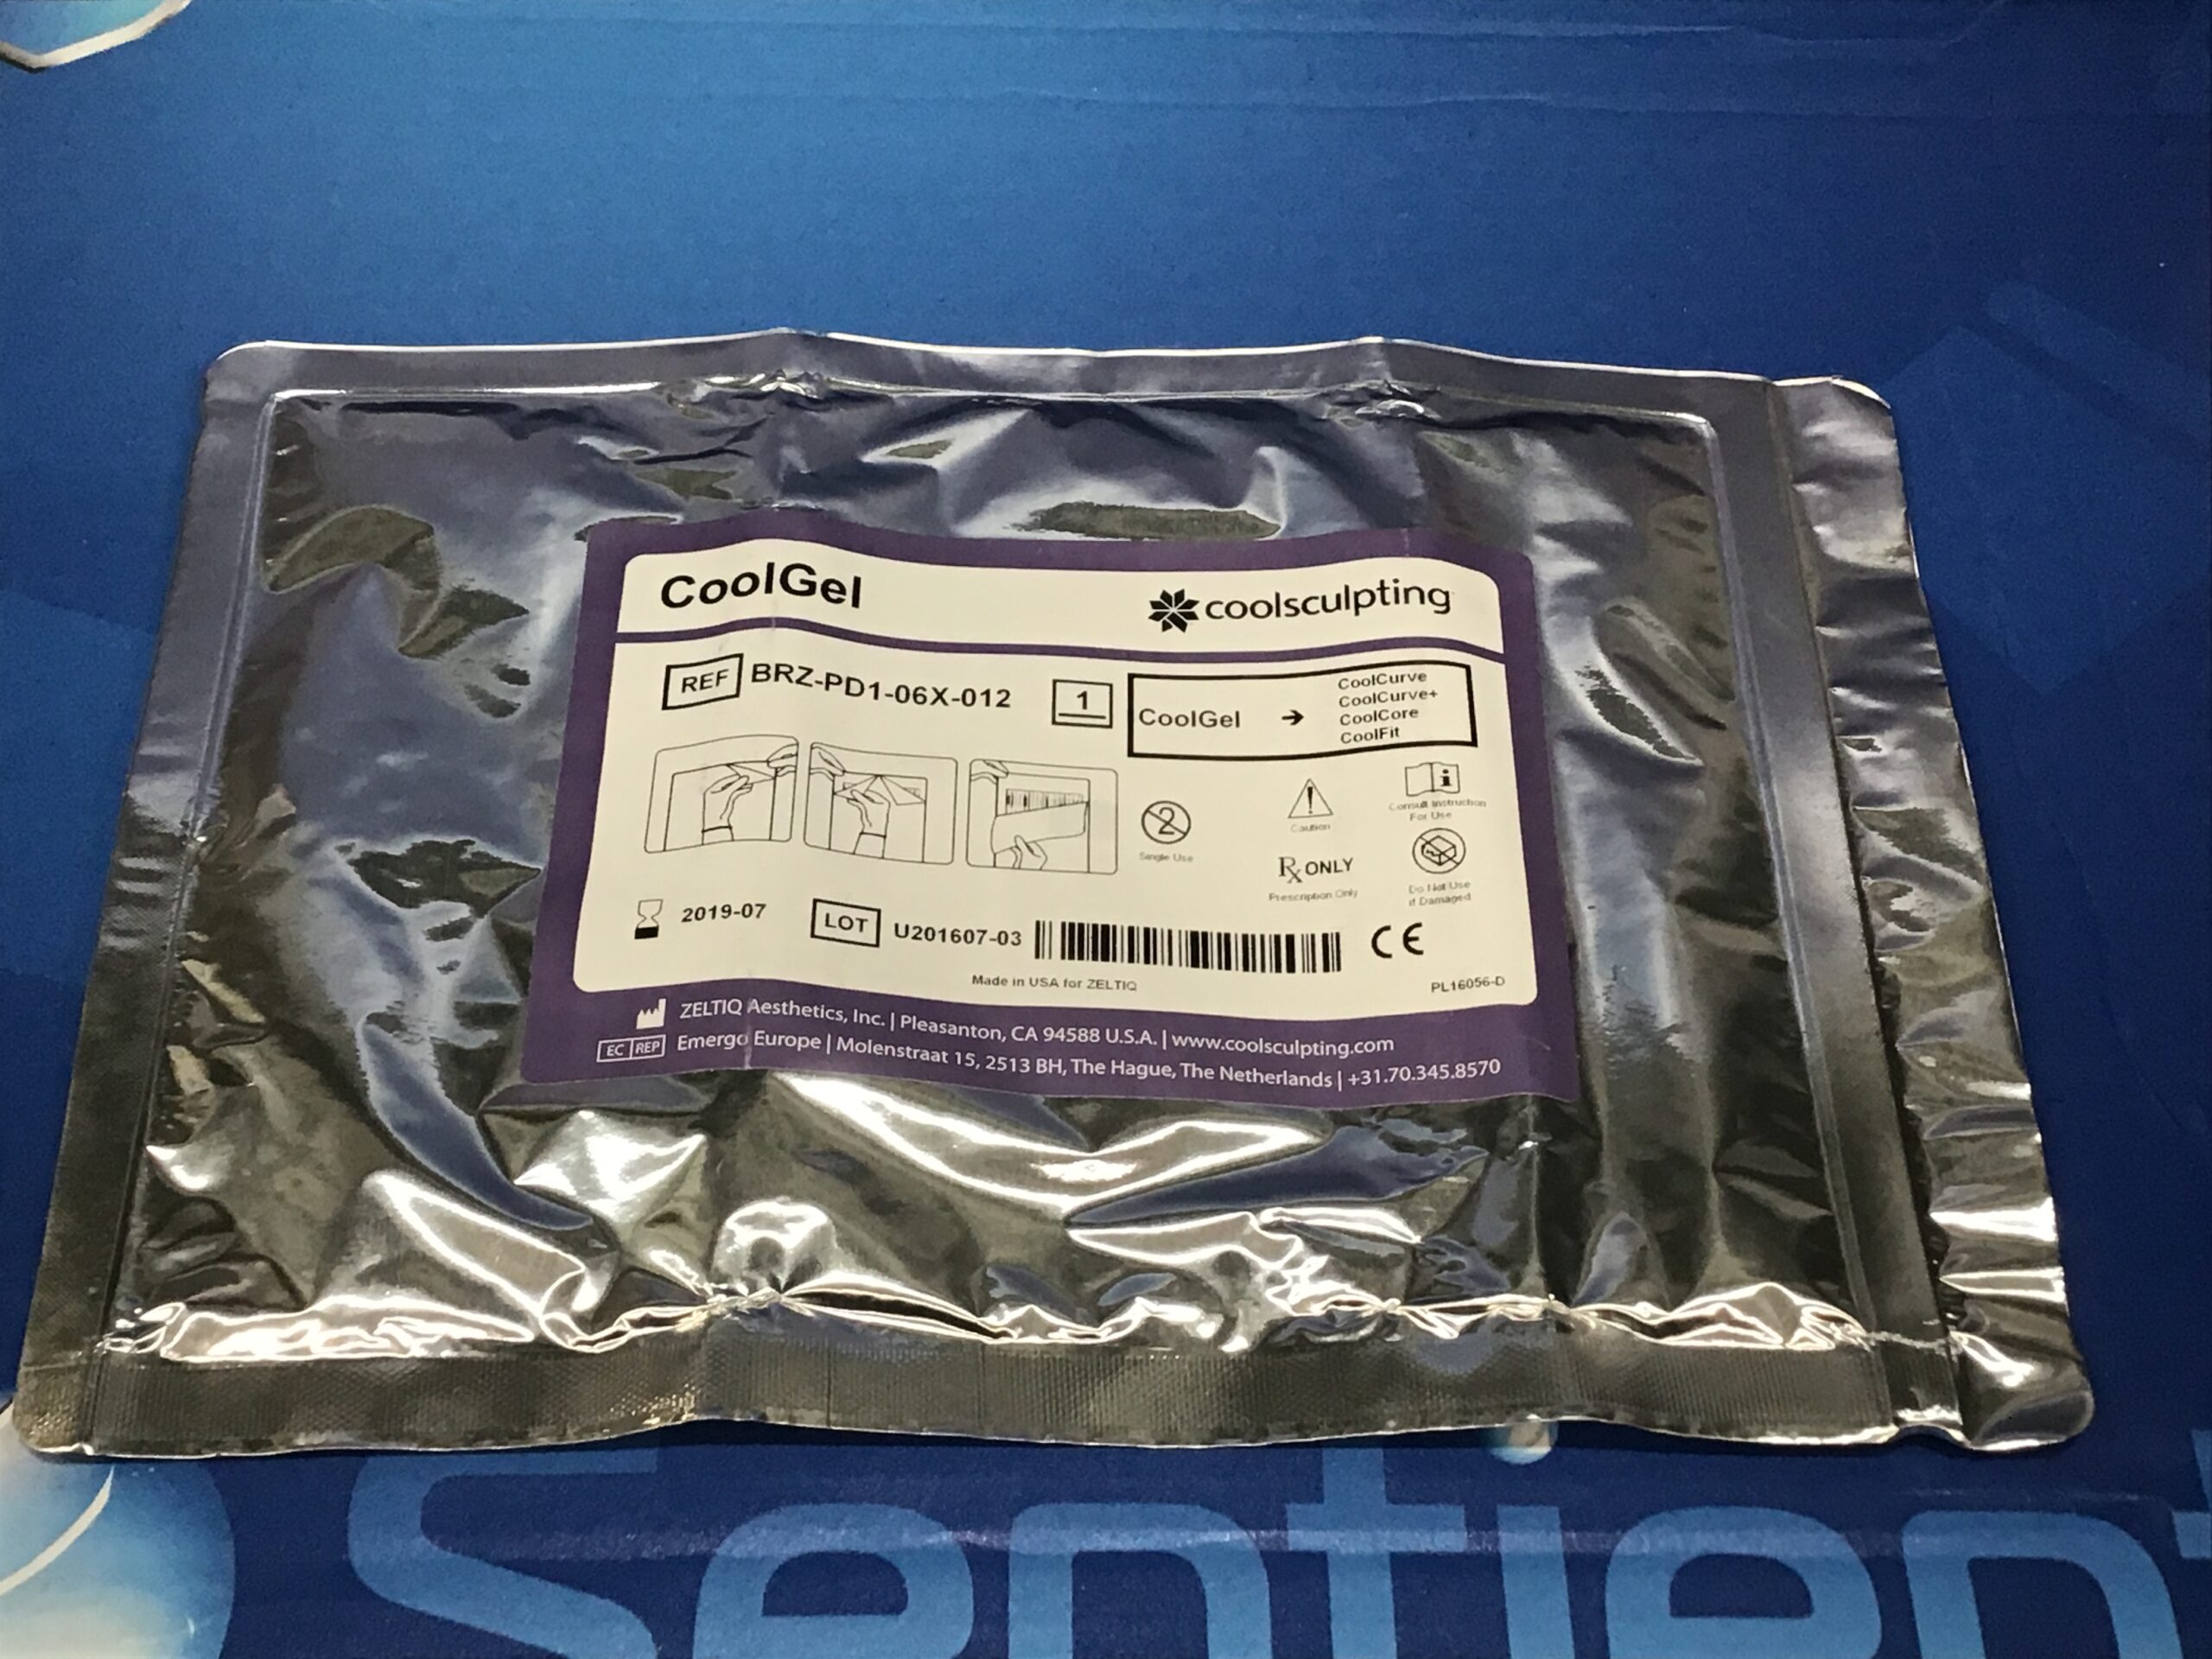 CoolGel
coolsculpting
REF BRZ-PD1-06X-012
1
CoolGel → CoolCurve
CoolCurve+
CoolCore
CoolFit
2
Single Use
Caution
Consult Instruction
For Use
RX ONLY
Prescription Only
Do Not Use
if Damaged
2019-07
LOT U201607-03
CE
Made in USA for ZELTIQ
PL16056-D
ZELTIQ Aesthetics, Inc. | Pleasanton, CA 94588 U.S.A. | www.coolsculpting.com
EC REP Emergo Europe | Molenstraat 15, 2513 BH, The Hague, The Netherlands | +31.70.345.8570
Sentient